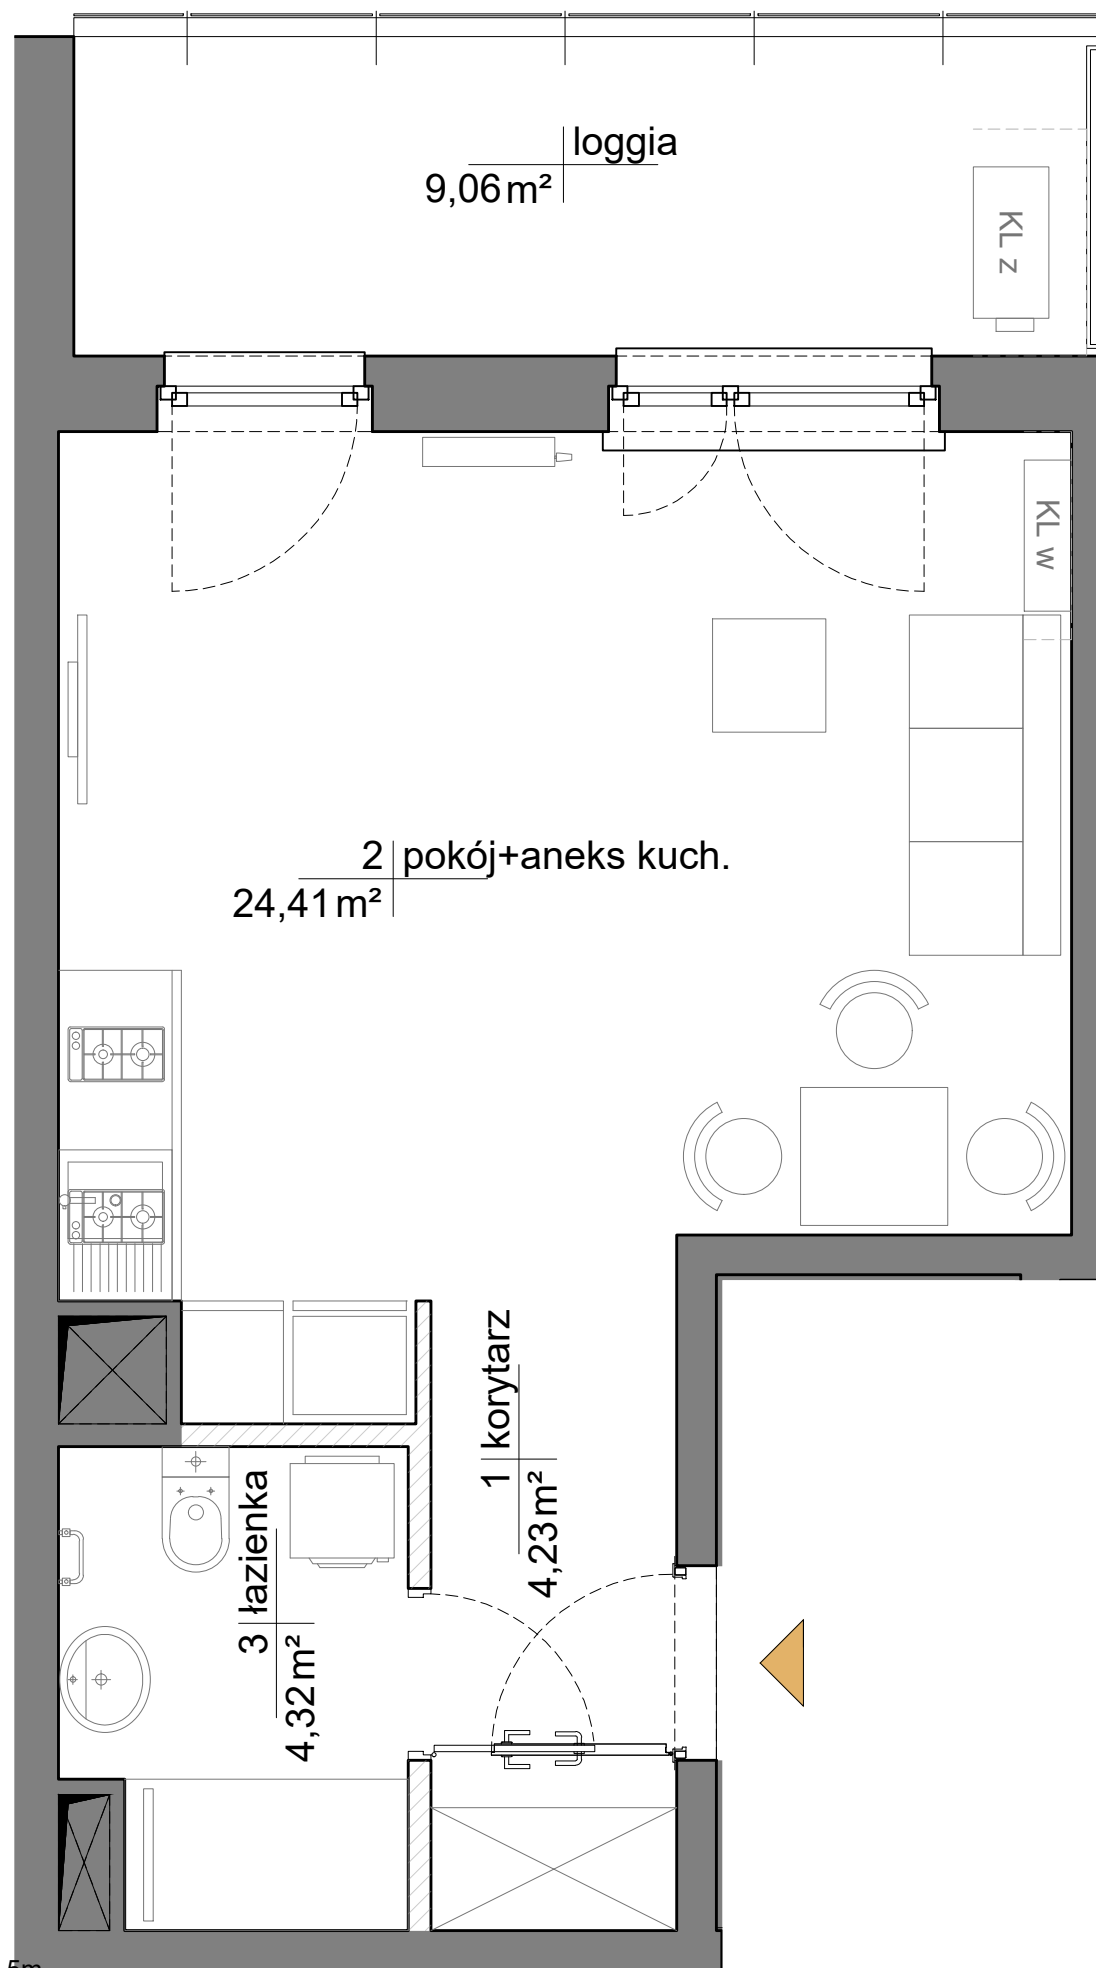 loggia
9,06 m²
KL z
KL w
2 pokój+aneks kuch.
24,41 m²
1 korytarz
4,23 m²
3 łazienka
4,32 m²
5m